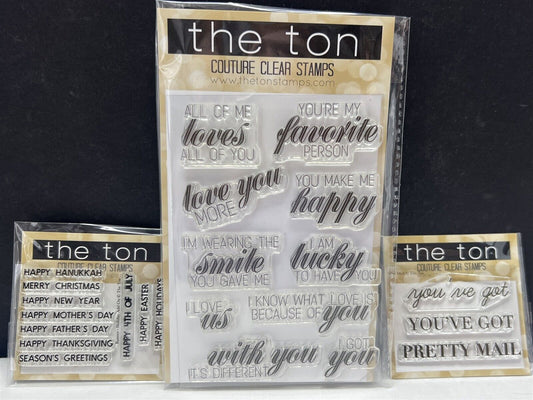 the ton
COUTURE CLEAR STAMPS
www.thetonstamps.com
ALL OF ME
loves
ALL OF YOU
YOU'RE MY
favorite
PERSON
love you
MORE
YOU MAKE ME
happy
I'M WEARING THE
smile
YOU GAVE ME
I AM
lucky
TO HAVE YOU
I LOVE
us
I KNOW WHAT LOVE IS
BECAUSE OF you
with you
IT'S DIFFERENT
I GOT
you
the ton
COUTURE CLEAR STAMPS
HAPPY HANUKKAH
MERRY CHRISTMAS
HAPPY NEW YEAR
HAPPY MOTHER'S DAY
HAPPY FATHER'S DAY
HAPPY THANKSGIVING
SEASON'S GREETINGS
HAPPY 4TH OF JULY
HAPPY EASTER
HAPPY HOLIDAYS
the ton
COUTURE CLEAR STAMPS
you've got
YOU'VE GOT
PRETTY MAIL